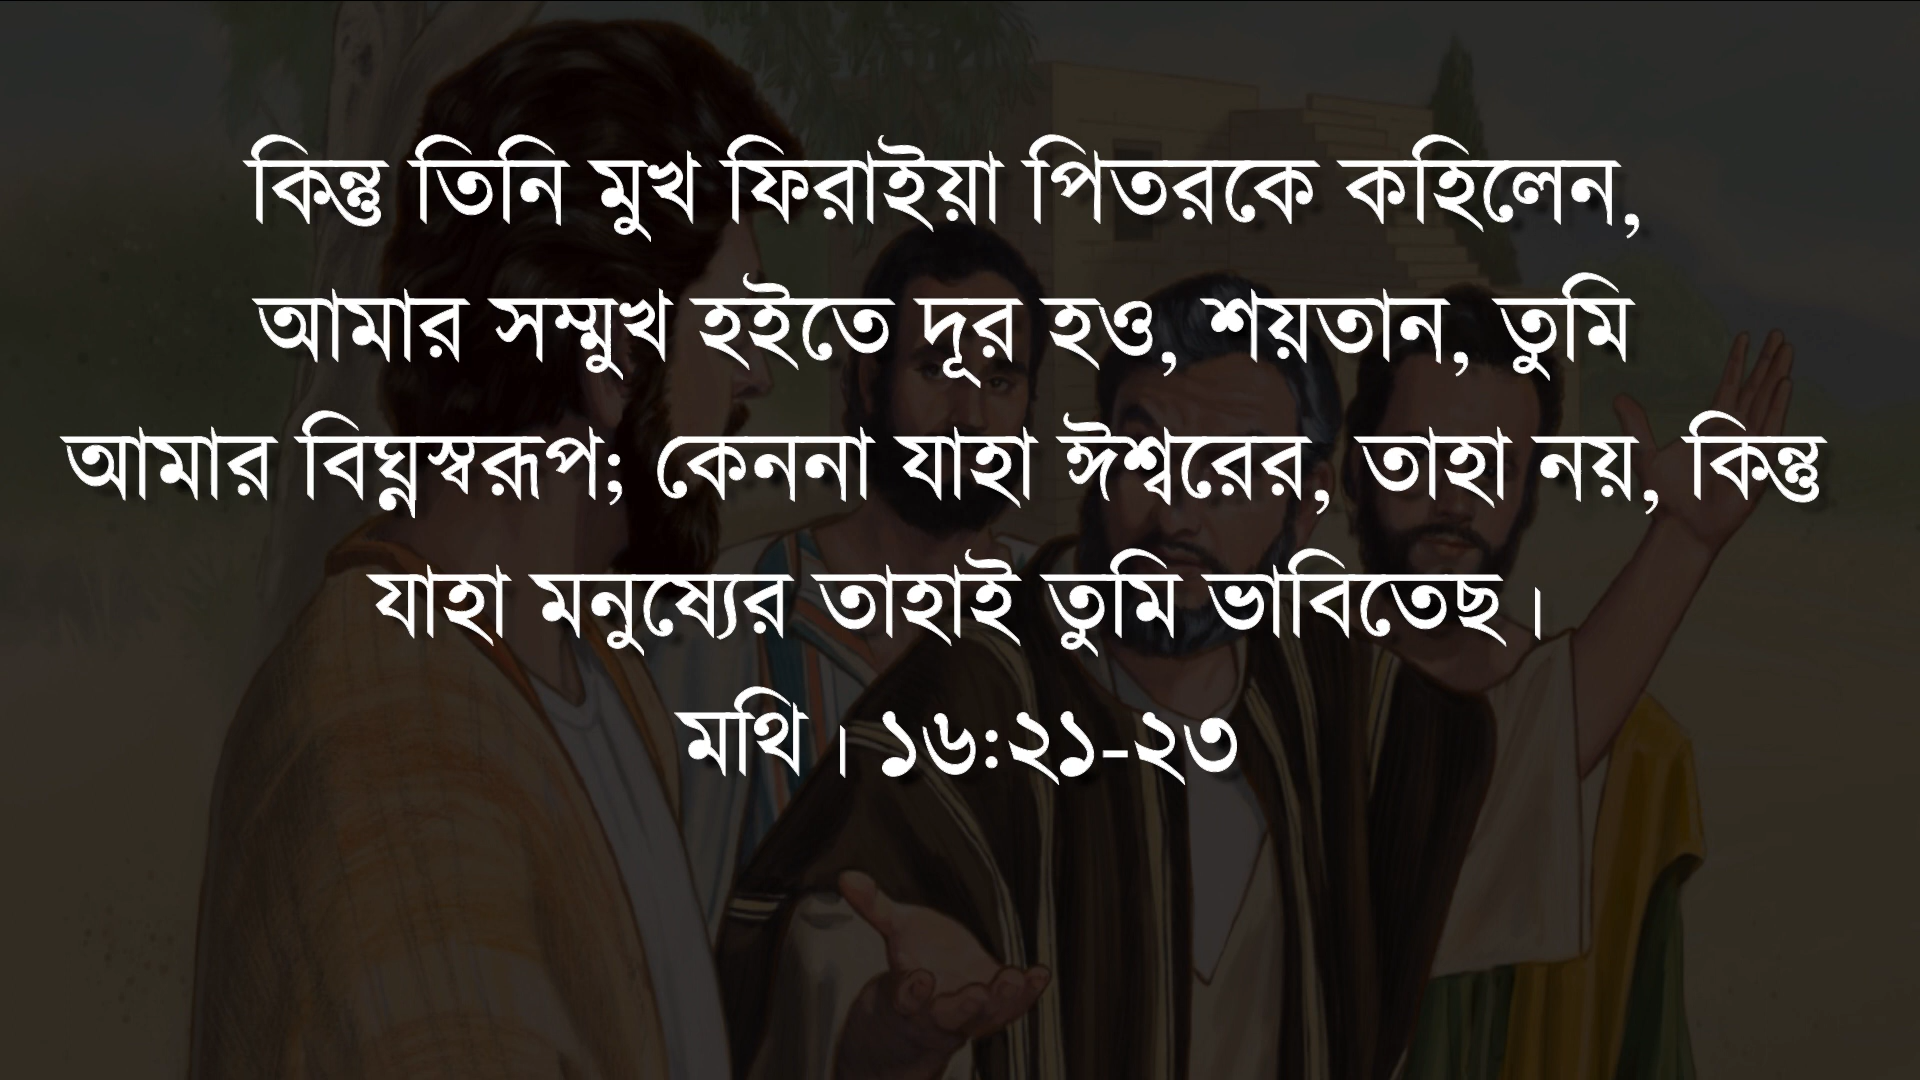 কিন্তু তিনি মুখ ফিরাইয়া পিতরকে কহিলেন,
আমার সম্মুখ হইতে দূর হও, শয়তান, তুমি
আমার বিঘ্নস্বরূপ; কেননা যাহা ঈশ্বরের, তাহা নয়, কিন্তু
যাহা মনুষ্যের তাহাই তুমি ভাবিতেছ।
মথি। ১৬:২১-২৩